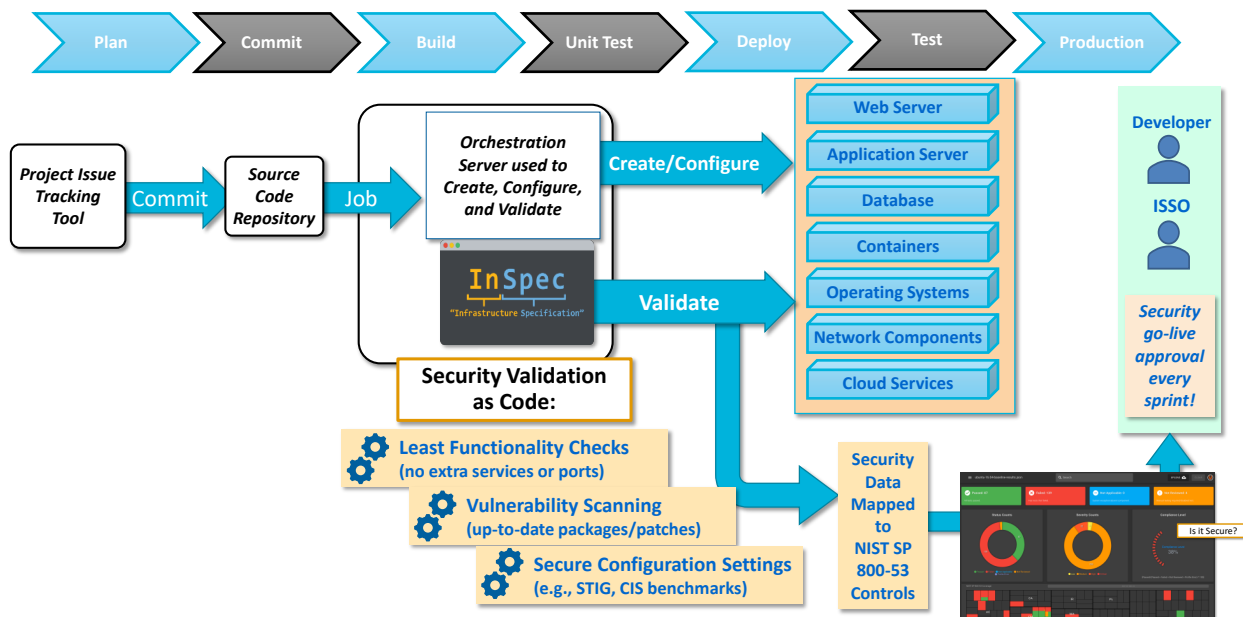 Plan
Commit
Build
Unit Test
Deploy
Test
Production
Project Issue
Tracking
Tool
Commit
Source
Code
Repository
Job
Orchestration
Server used to
Create, Configure,
and Validate
InSpec
"Infrastructure Specification"
Create/Configure
Validate
Web Server
Application Server
Database
Containers
Operating Systems
Network Components
Cloud Services
Developer
ISSO
Security
go-live
approval
every
sprint!
Security Validation
as Code:
Least Functionality Checks
(no extra services or ports)
Vulnerability Scanning
(up-to-date packages/patches)
Secure Configuration Settings
(e.g., STIG, CIS benchmarks)
Security
Data
Mapped
to
NIST SP
800-53
Controls
Is it Secure?